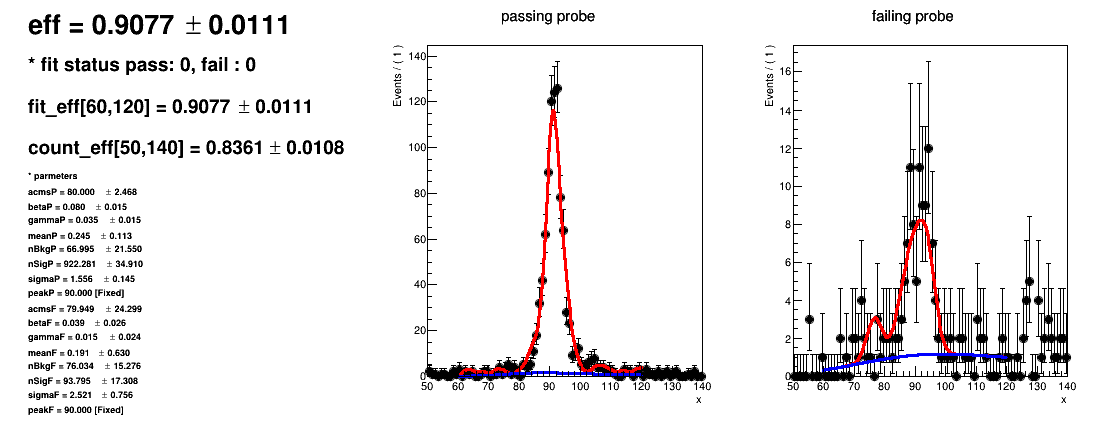 eff = 0.9077 ± 0.0111
* fit status pass: 0, fail : 0
fit_eff[60,120] = 0.9077 ± 0.0111
count_eff[50,140] = 0.8361 ± 0.0108
* parmeters
acmsP = 80.000 ± 2.468
betaP = 0.080 ± 0.015
gammaP = 0.035 ± 0.015
meanP = 0.245 ± 0.113
nBkgP = 66.995 ± 21.550
nSigP = 922.281 ± 34.910
sigmaP = 1.556 ± 0.145
peakP = 90.000 [Fixed]
acmsF = 79.949 ± 24.299
betaF = 0.039 ± 0.026
gammaF = 0.015 ± 0.024
meanF = 0.191 ± 0.630
nBkgF = 76.034 ± 15.276
nSigF = 93.795 ± 17.308
sigmaF = 2.521 ± 0.756
peakF = 90.000 [Fixed]
passing probe
Events / ( 1 )
140
120
100
80
60
40
20
0
50 60 70 80 90 100 110 120 130 140
x
failing probe
Events / ( 1 )
16
14
12
10
8
6
4
2
0
50 60 70 80 90 100 110 120 130 140
x